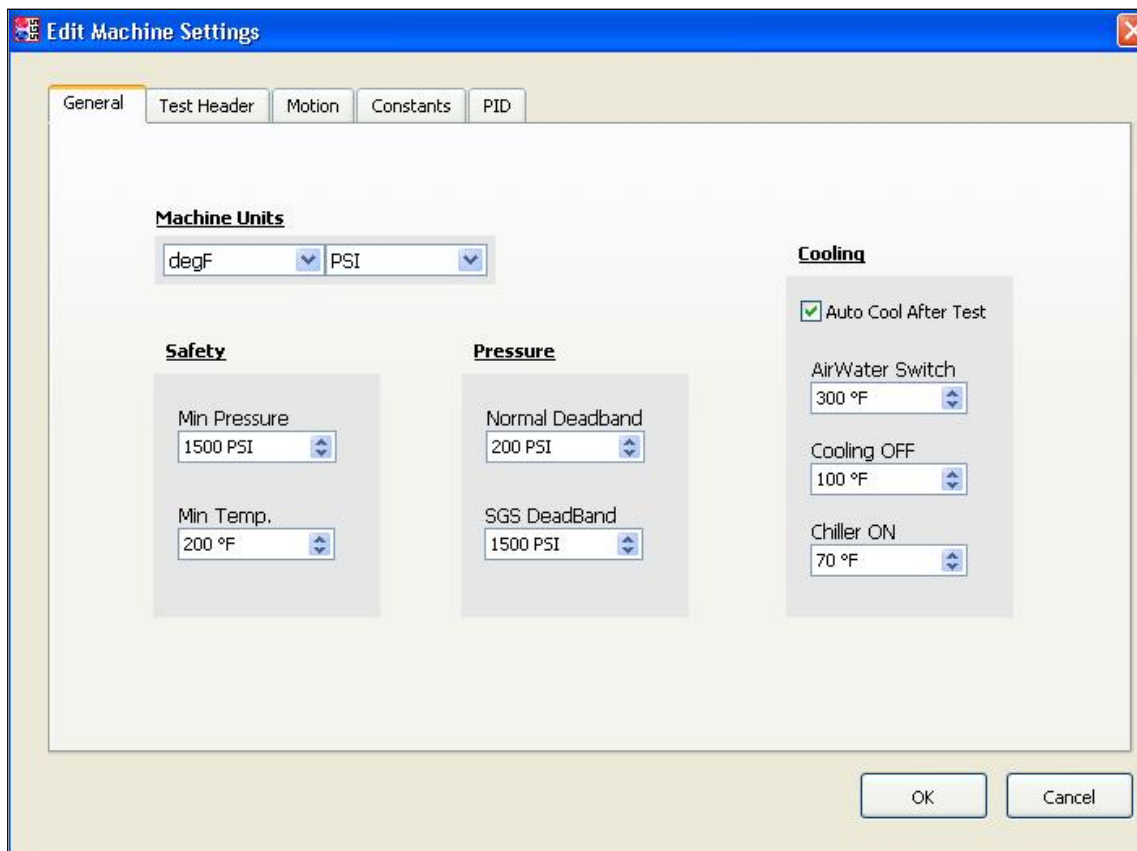 Edit Machine Settings
General Test Header Motion Constants PID
Machine Units
degF PSI
Cooling
Auto Cool After Test
Safety Pressure
AirWater Switch
300 °F
Min Pressure Normal Deadband
1500 PSI 200 PSI
Cooling OFF
100 °F
Min Temp. SGS DeadBand
200 °F 1500 PSI
Chiller ON
70 °F
OK Cancel